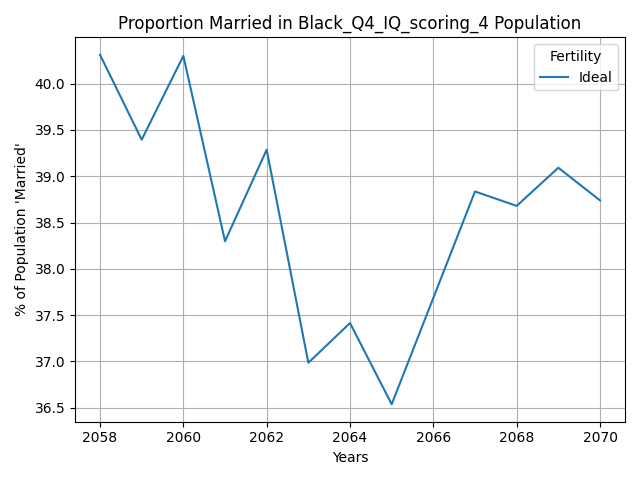 Proportion Married in Black_Q4_IQ_scoring_4 Population
Fertility
Ideal
% of Population 'Married'
40.0
39.5
39.0
38.5
38.0
37.5
37.0
36.5
2058 2060 2062 2064 2066 2068 2070
Years